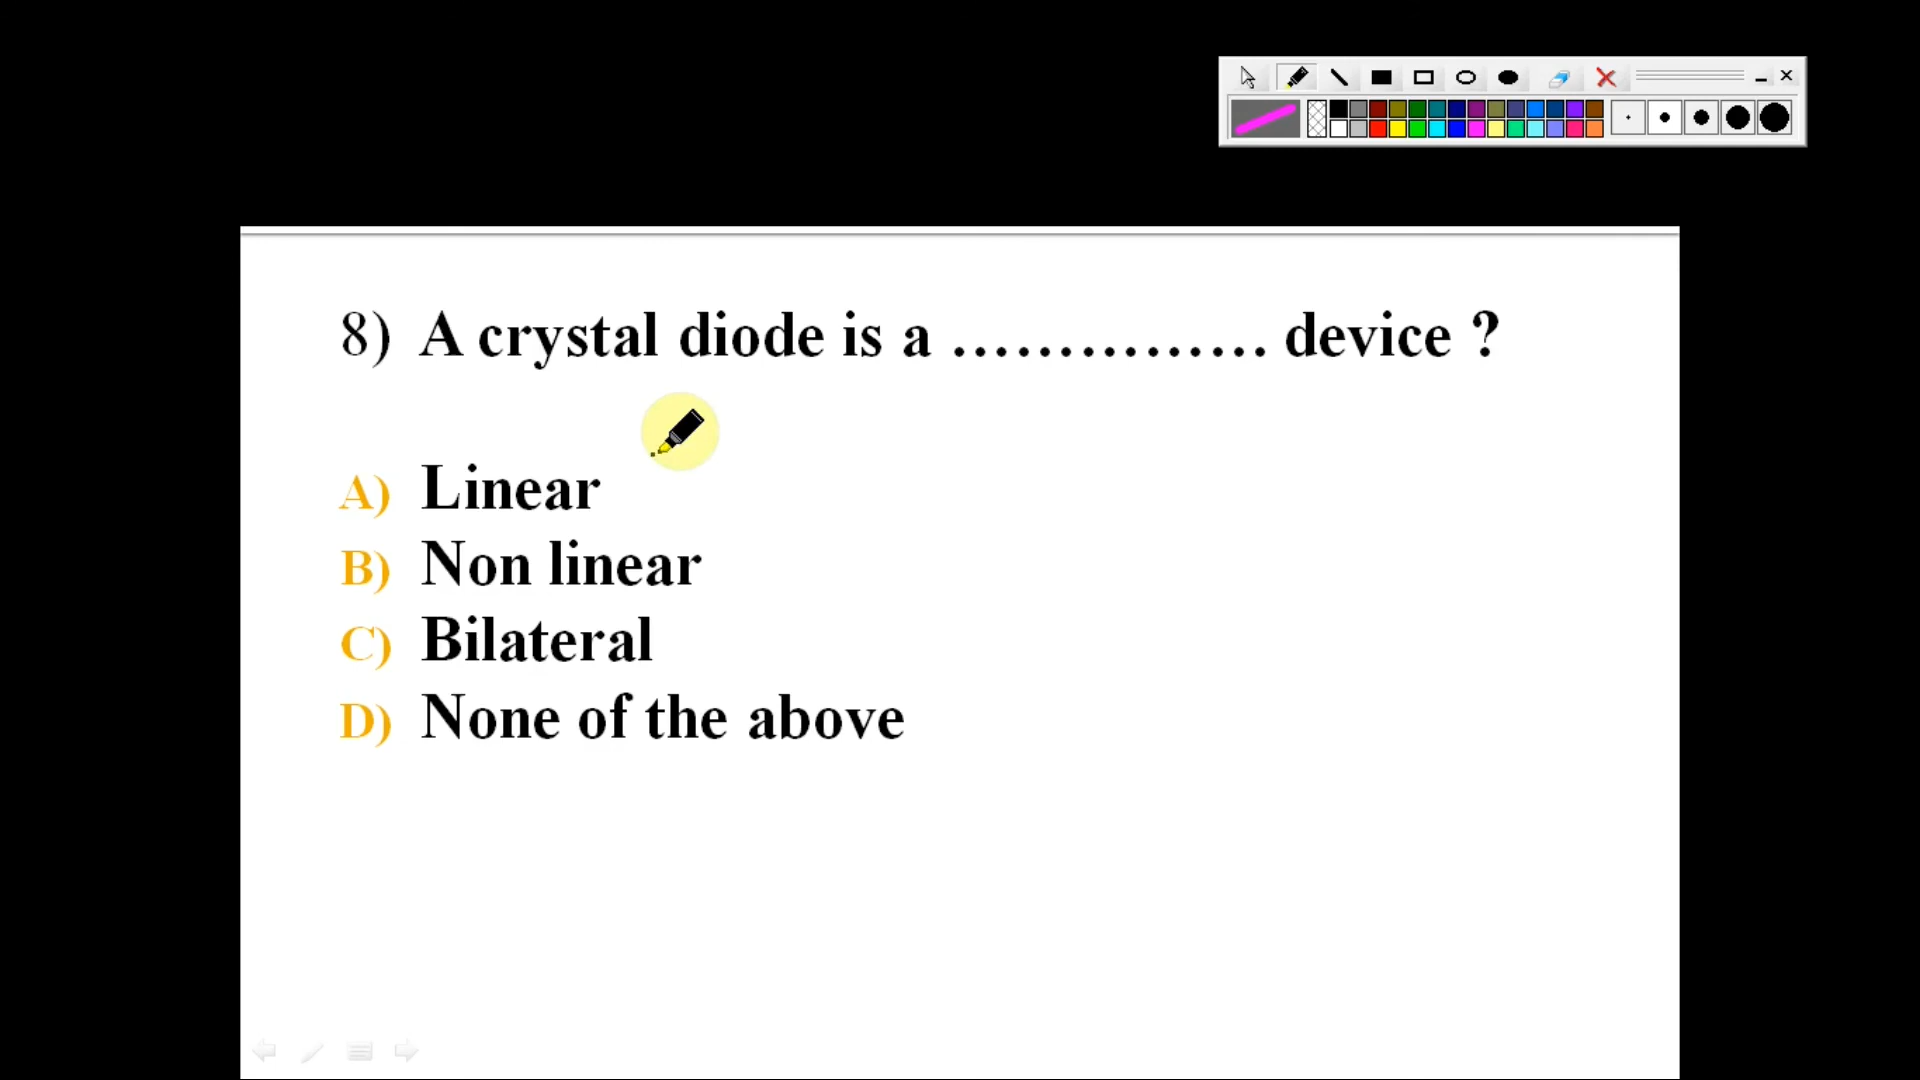 8) A crystal diode is a …………… device ?
A) Linear
B) Non linear
C) Bilateral
D) None of the above